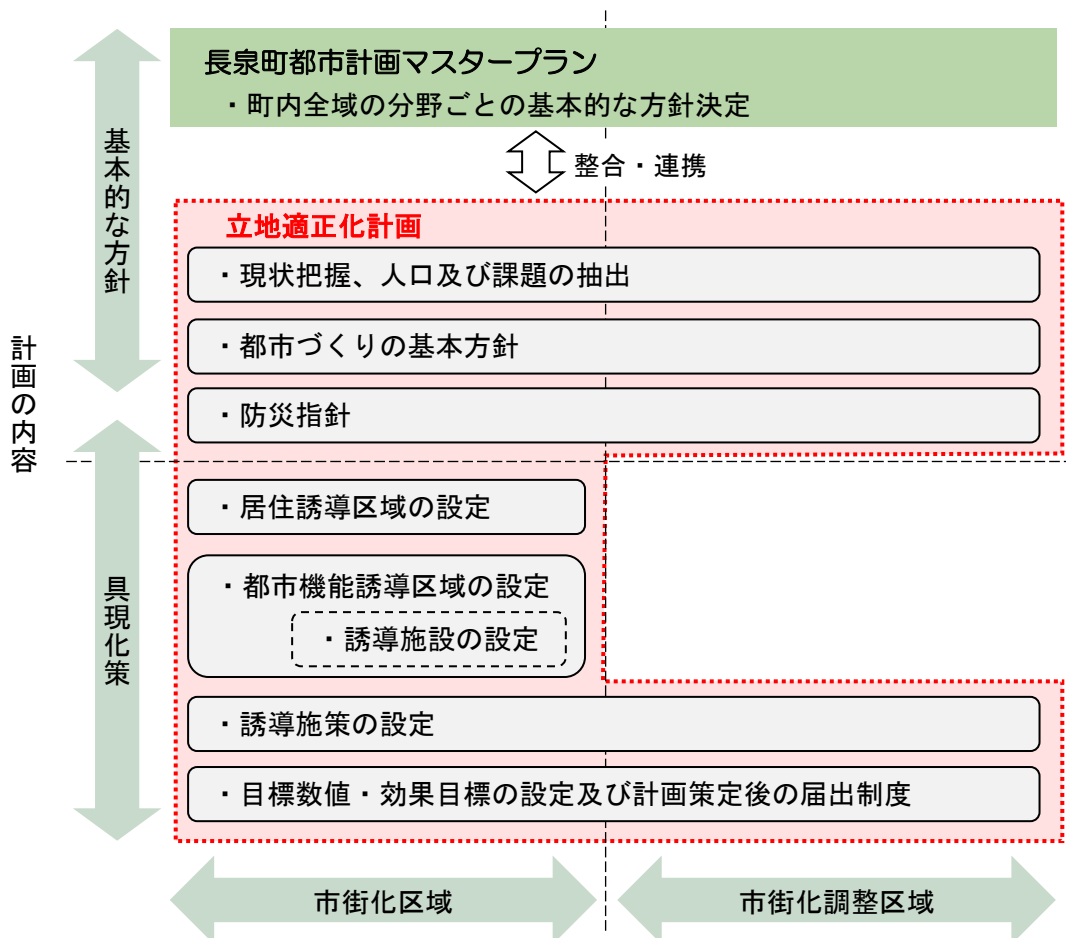 長泉町都市計画マスタープラン
・町内全域の分野ごとの基本的な方針決定
整合・連携
計画の内容
基本的な方針
立地適正化計画
・現状把握、人口及び課題の抽出
・都市づくりの基本方針
・防災指針
具現化策
・居住誘導区域の設定
・都市機能誘導区域の設定
・誘導施設の設定
・誘導施策の設定
・目標数値・効果目標の設定及び計画策定後の届出制度
市街化区域
市街化調整区域